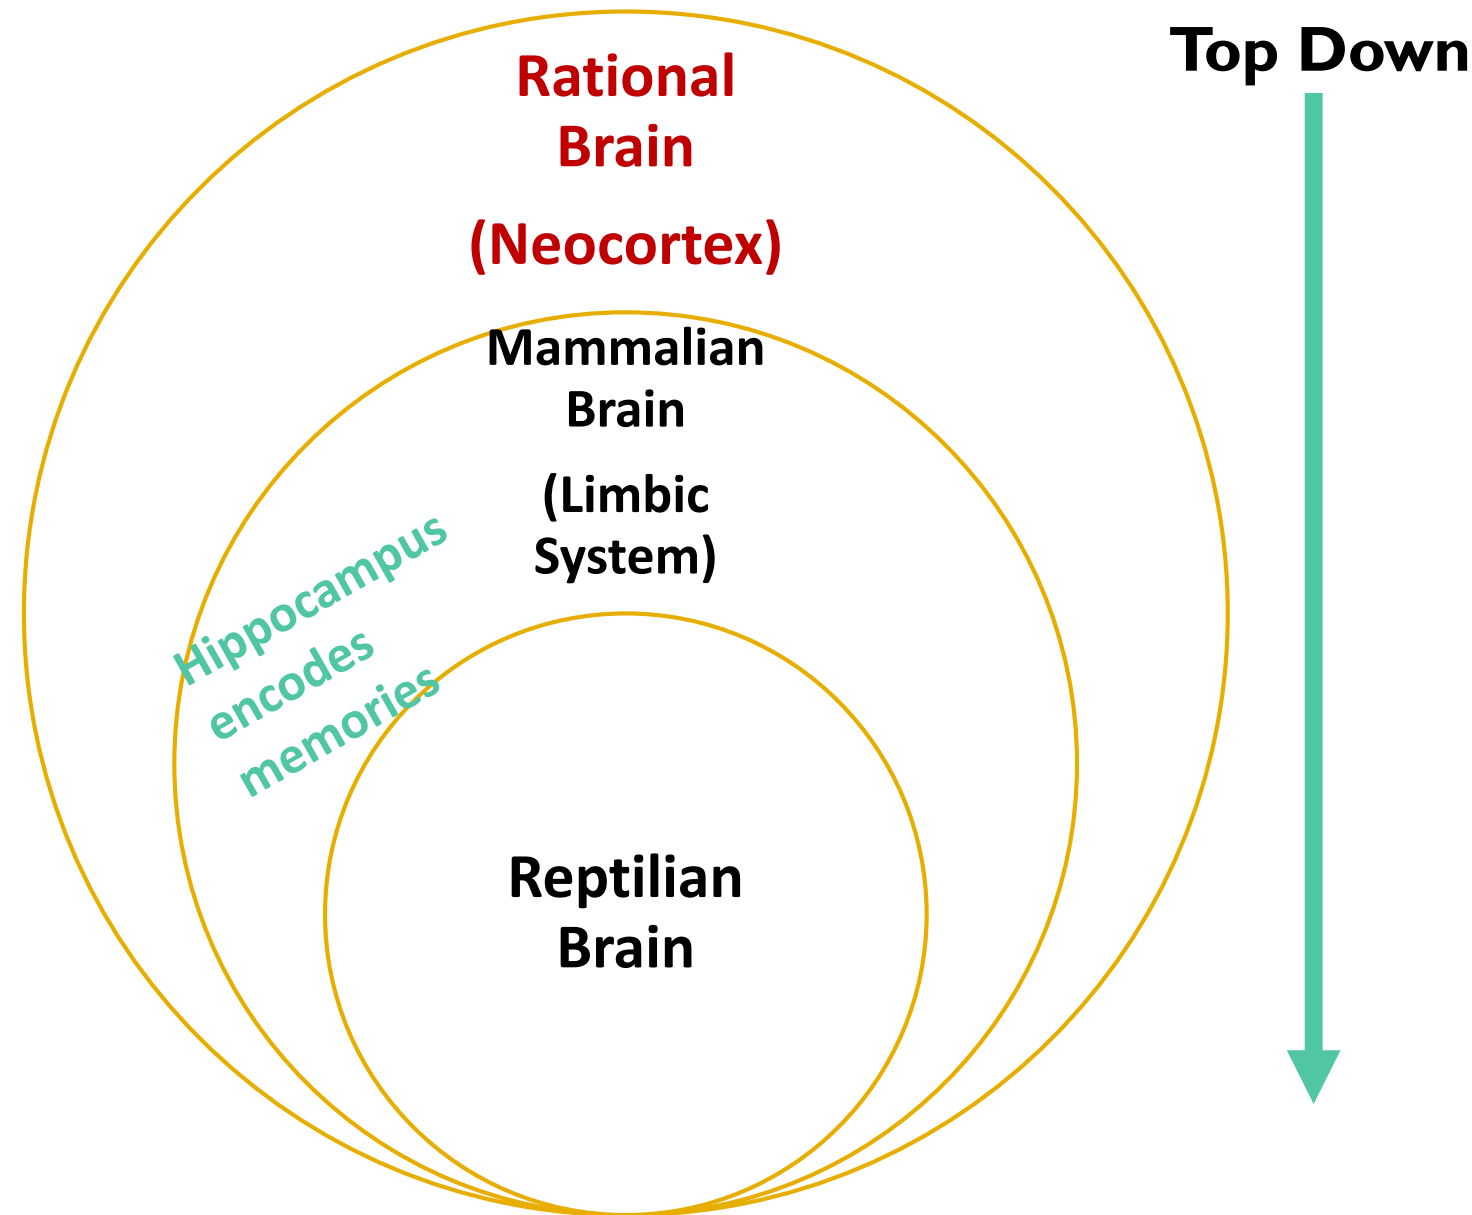 Top Down
Rational
Brain
(Neocortex)
Mammalian
Brain
(Limbic
System)
Hippocampus
encodes
memories
Reptilian
Brain